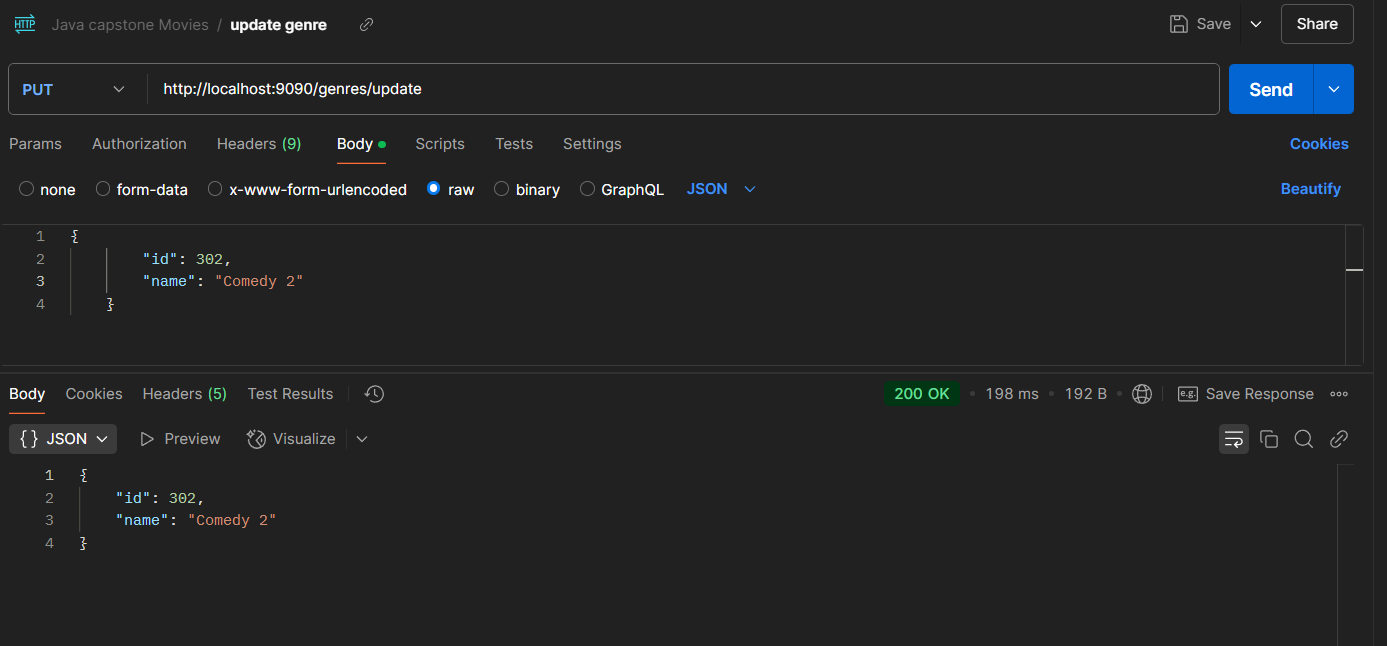 HTTP Java capstone Movies / update genre Save Share
PUT http://localhost:9090/genres/update Send
Params Authorization Headers (9) Body Scripts Tests Settings Cookies
none form-data x-www-form-urlencoded raw binary GraphQL JSON Beautify
1 {
2 "id": 302,
3 "name": "Comedy 2"
4 }
Body Cookies Headers (5) Test Results 200 OK • 198 ms • 192 B • e.g. Save Response
{} JSON Preview Visualize
1 {
2 "id": 302,
3 "name": "Comedy 2"
4 }